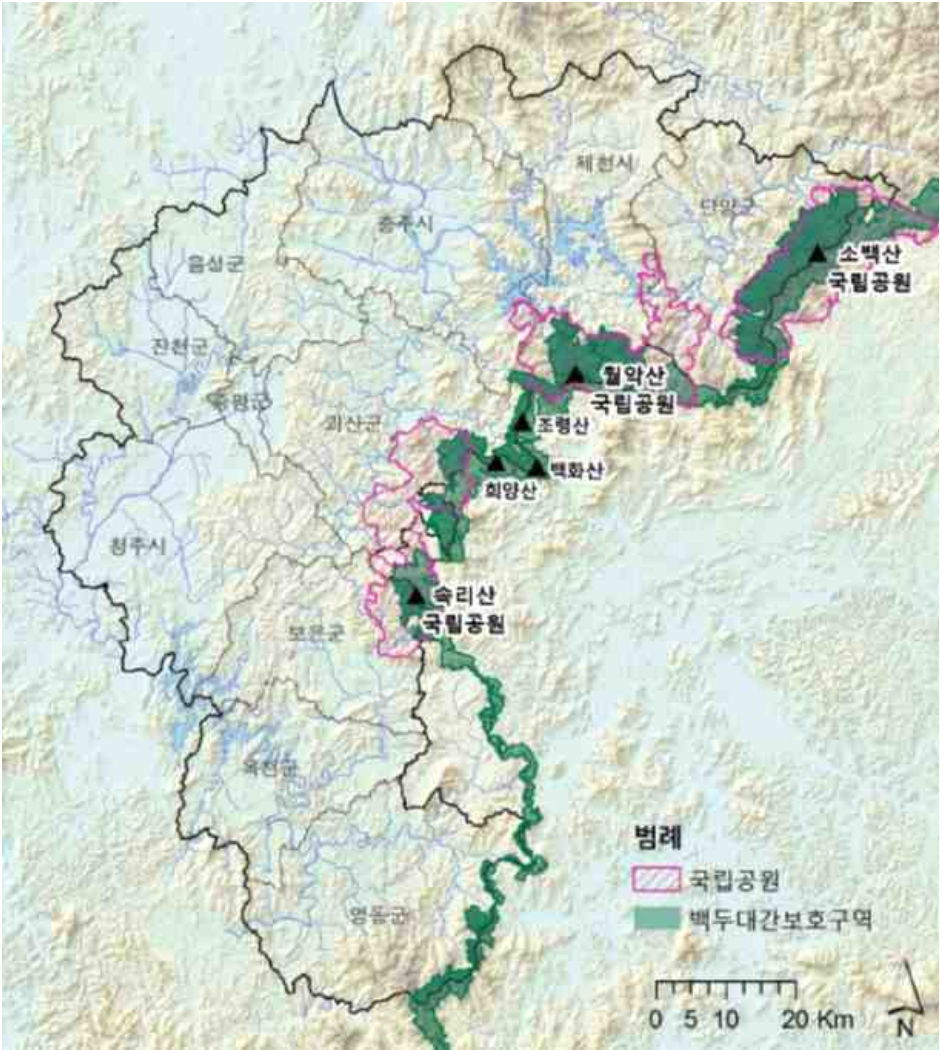 제천시
단양군
충주시
소백산
국립공원
음성군
진천군
증평군
월악산
국립공원
괴산군
조령산
백화산
희양산
청주시
속리산
국립공원
보은군
옥천군
범례
국립공원
백두대간보호구역
영동군
0 5 10 20 Km
N